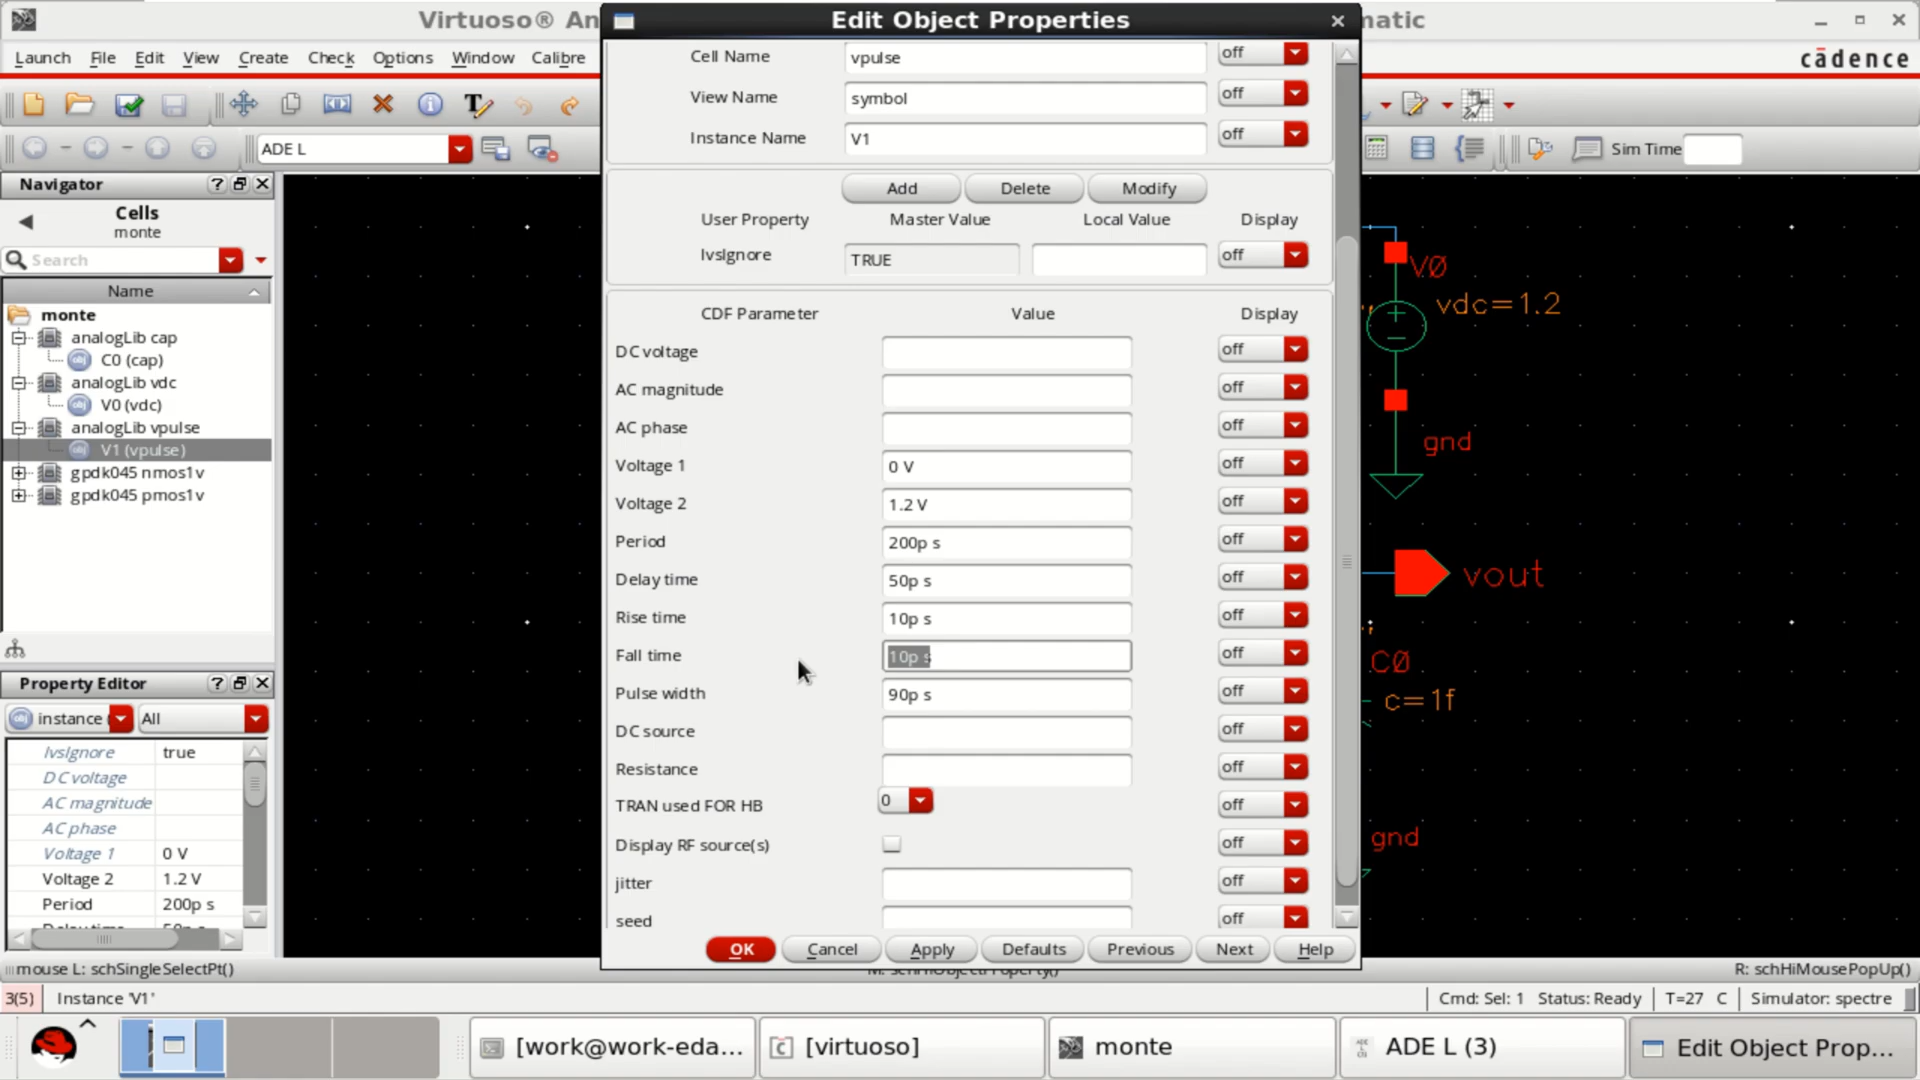 Virtuoso® An
Edit Object Properties
matic
Launch File Edit View Create Check Options Window Calibre
cādence
Cell Name vpulse off
View Name symbol off
Instance Name V1 off
ADE L
Sim Time
Navigator
Cells
monte
Search
Name
monte
analogLib cap
C0 (cap)
analogLib vdc
V0 (vdc)
analogLib vpulse
V1 (vpulse)
gpdk045 nmos1v
gpdk045 pmos1v
Add Delete Modify
User Property Master Value Local Value Display
lvsIgnore TRUE off
CDF Parameter Value Display
DC voltage off
AC magnitude off
AC phase off
Voltage 1 0 V off
Voltage 2 1.2 V off
Period 200p s off
Delay time 50p s off
Rise time 10p s off
Fall time 10p s off
Pulse width 90p s off
DC source off
Resistance off
TRAN used FOR HB 0 off
Display RF source(s) off
jitter off
seed off
OK Cancel Apply Defaults Previous Next Help
V0
vdc=1.2
gnd
vout
C0
c=1f
gnd
Property Editor
instance All
lvsIgnore true
DC voltage
AC magnitude
AC phase
Voltage 1 0 V
Voltage 2 1.2 V
Period 200p s
mouse L: schSingleSelectPt()
R: schHiMousePopUp()
3(5) Instance 'V1'
Cmd: Sel: 1 Status: Ready T=27 C Simulator: spectre
[work@work-eda... [virtuoso] monte ADE L (3) Edit Object Prop...